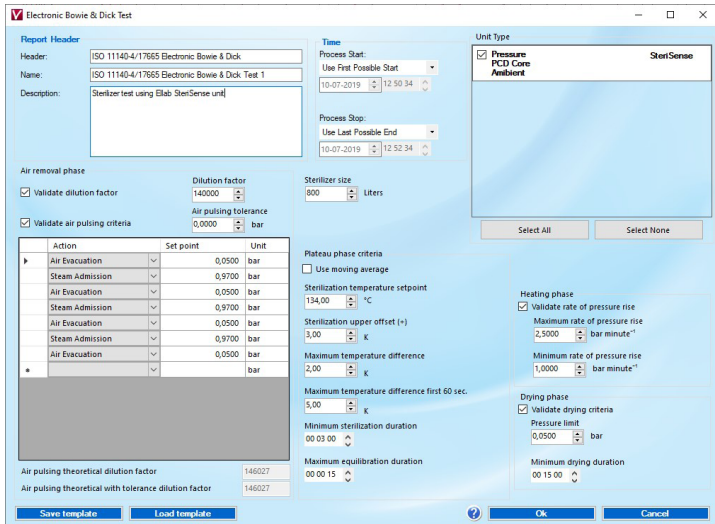 Electronic Bowie & Dick Test
Report Header
Header:
ISO 11140-4/17665 Electronic Bowie & Dick
Name:
ISO 11140-4/17665 Electronic Bowie & Dick Test 1
Description:
Sterilizer test using Ellab SteriSense unit
Time
Process Start:
Use First Possible Start
10-07-2019 12 50 34
Process Stop:
Use Last Possible End
10-07-2019 12 52 34
Unit Type
Pressure SteriSense
PCD Core
Ambient
Select All Select None
Air removal phase
Validate dilution factor
Dilution factor
140000
Validate air pulsing criteria
Air pulsing tolerance
0,0000 bar
Sterilizer size
800 Liters
Action Set point Unit
Air Evacuation 0,0500 bar
Steam Admission 0,9700 bar
Air Evacuation 0,0500 bar
Steam Admission 0,9700 bar
Air Evacuation 0,0500 bar
Steam Admission 0,9700 bar
Air Evacuation 0,0500 bar
bar
Air pulsing theoretical dilution factor 146027
Air pulsing theoretical with tolerance dilution factor 146027
Plateau phase criteria
Use moving average
Sterilization temperature setpoint
134,00 °C
Sterilization upper offset (+)
3,00 K
Maximum temperature difference
2,00 K
Maximum temperature difference first 60 sec.
5,00 K
Minimum sterilization duration
00 03 00
Maximum equilibration duration
00 00 15
Heating phase
Validate rate of pressure rise
Maximum rate of pressure rise
2,5000 bar minute⁻¹
Minimum rate of pressure rise
1,0000 bar minute⁻¹
Drying phase
Validate drying criteria
Pressure limit
0,0500 bar
Minimum drying duration
00 15 00
Save template Load template ? Ok Cancel